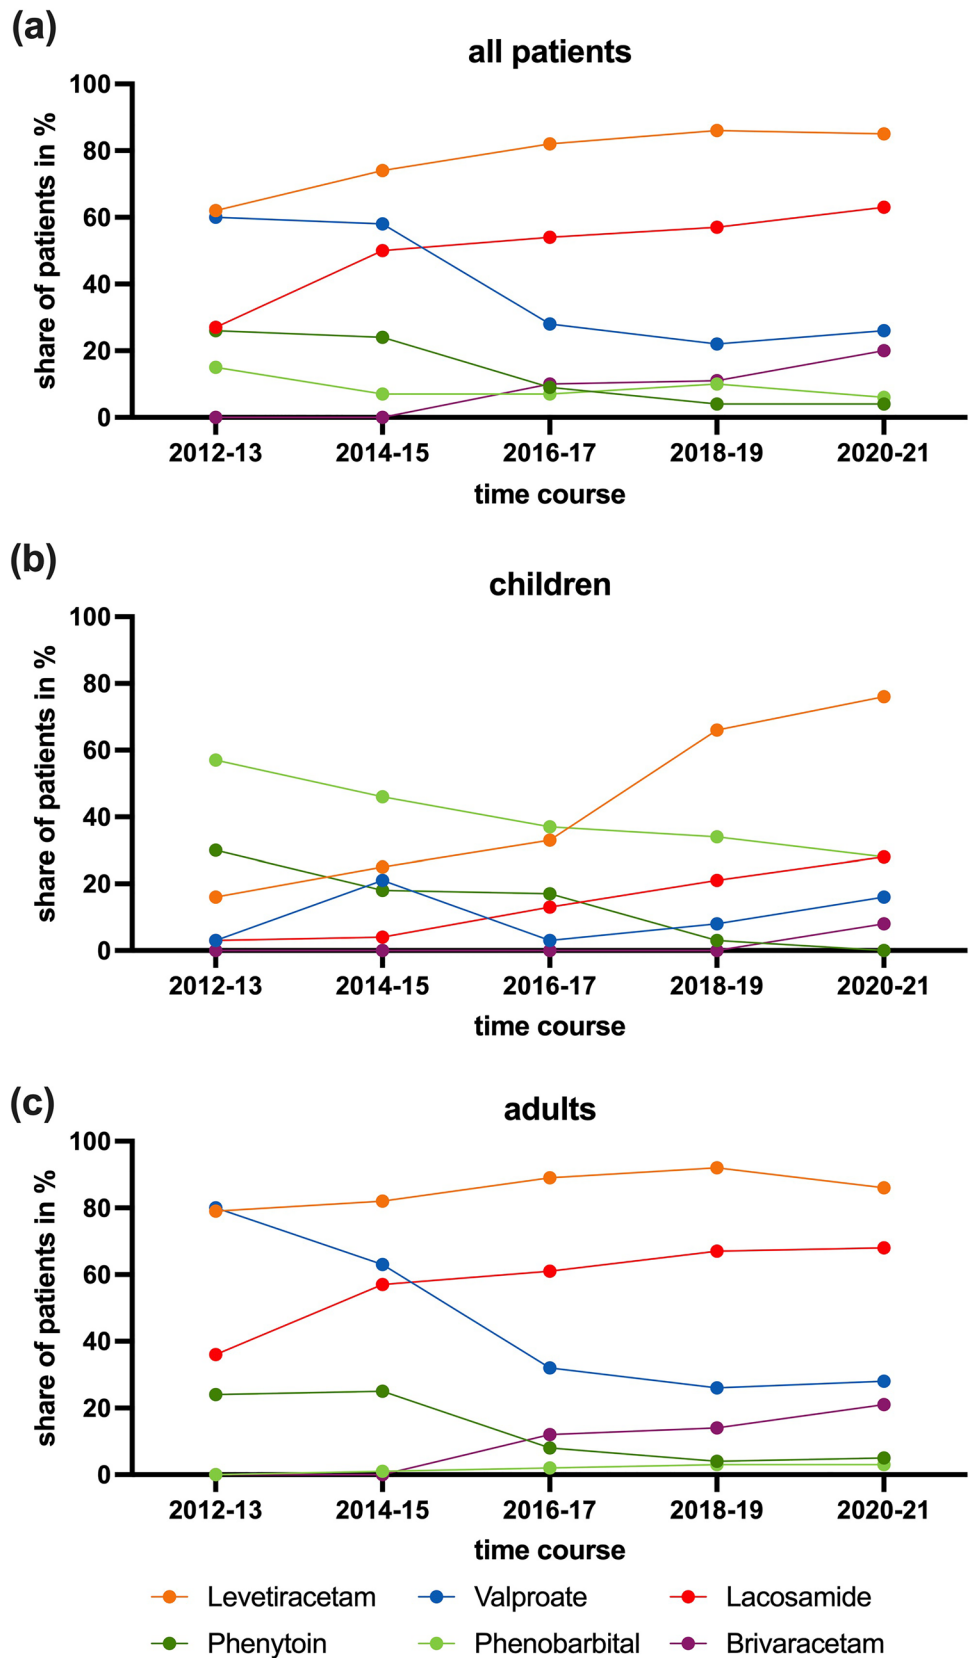 (a)
all patients
share of patients in %
100
80
60
40
20
0
2012-13 2014-15 2016-17 2018-19 2020-21
time course
(b)
children
share of patients in %
100
80
60
40
20
0
2012-13 2014-15 2016-17 2018-19 2020-21
time course
(c)
adults
share of patients in %
100
80
60
40
20
0
2012-13 2014-15 2016-17 2018-19 2020-21
time course
Levetiracetam Valproate Lacosamide
Phenytoin Phenobarbital Brivaracetam